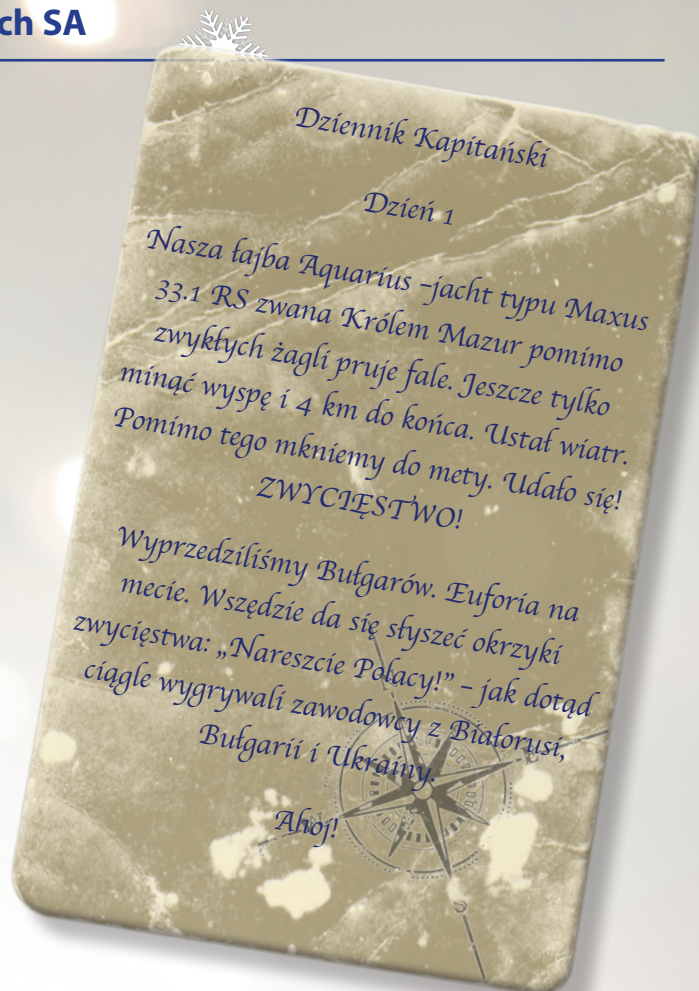 ch SA
Dziennik Kapitański
Dzień 1
Nasza łajba Aquarius –jacht typu Maxus
33.1 RS zwana Królem Mazur pomimo
zwykłych żagli pruje fale. Jeszcze tylko
minąć wyspę i 4 km do końca. Ustał wiatr.
Pomimo tego mkniemy do mety. Udało się!
ZWYCIĘSTWO!
Wyprzedziliśmy Bułgarów. Euforia na
mecie. Wszędzie da się słyszeć okrzyki
zwycięstwa: „Nareszcie Polacy!” – jak dotąd
ciągle wygrywali zawodowcy z Białorusi,
Bułgarii i Ukrainy.
Ahoj!